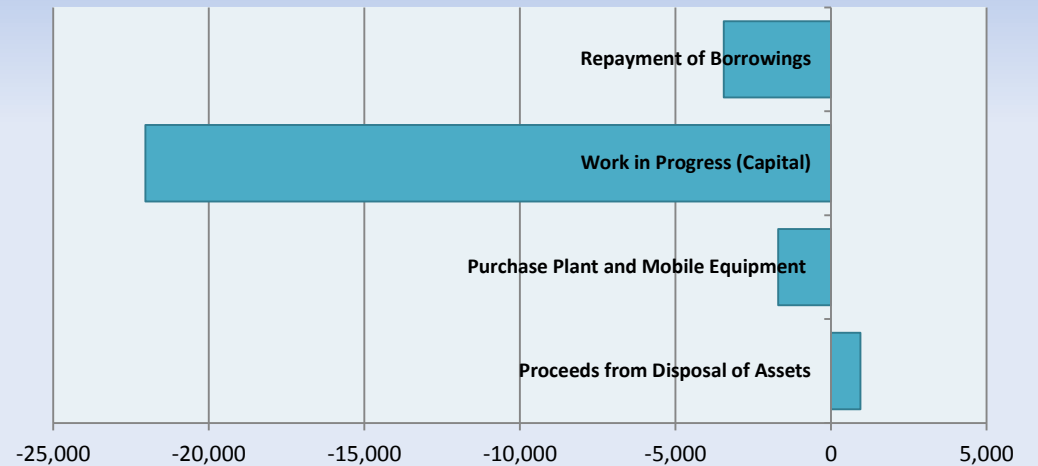 Repayment of Borrowings
Work in Progress (Capital)
Purchase Plant and Mobile Equipment
Proceeds from Disposal of Assets
-25,000 -20,000 -15,000 -10,000 -5,000 0 5,000